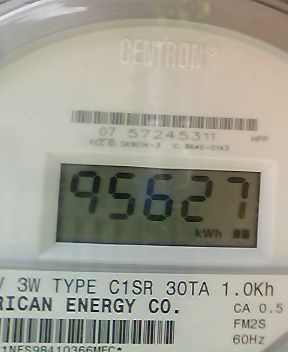 CENTRON®
07 57245311
95627
kWh
V 3W TYPE C1SR 30TA 1.0Kh
RICAN ENERGY CO.
CA 0.5
FM2S
60Hz